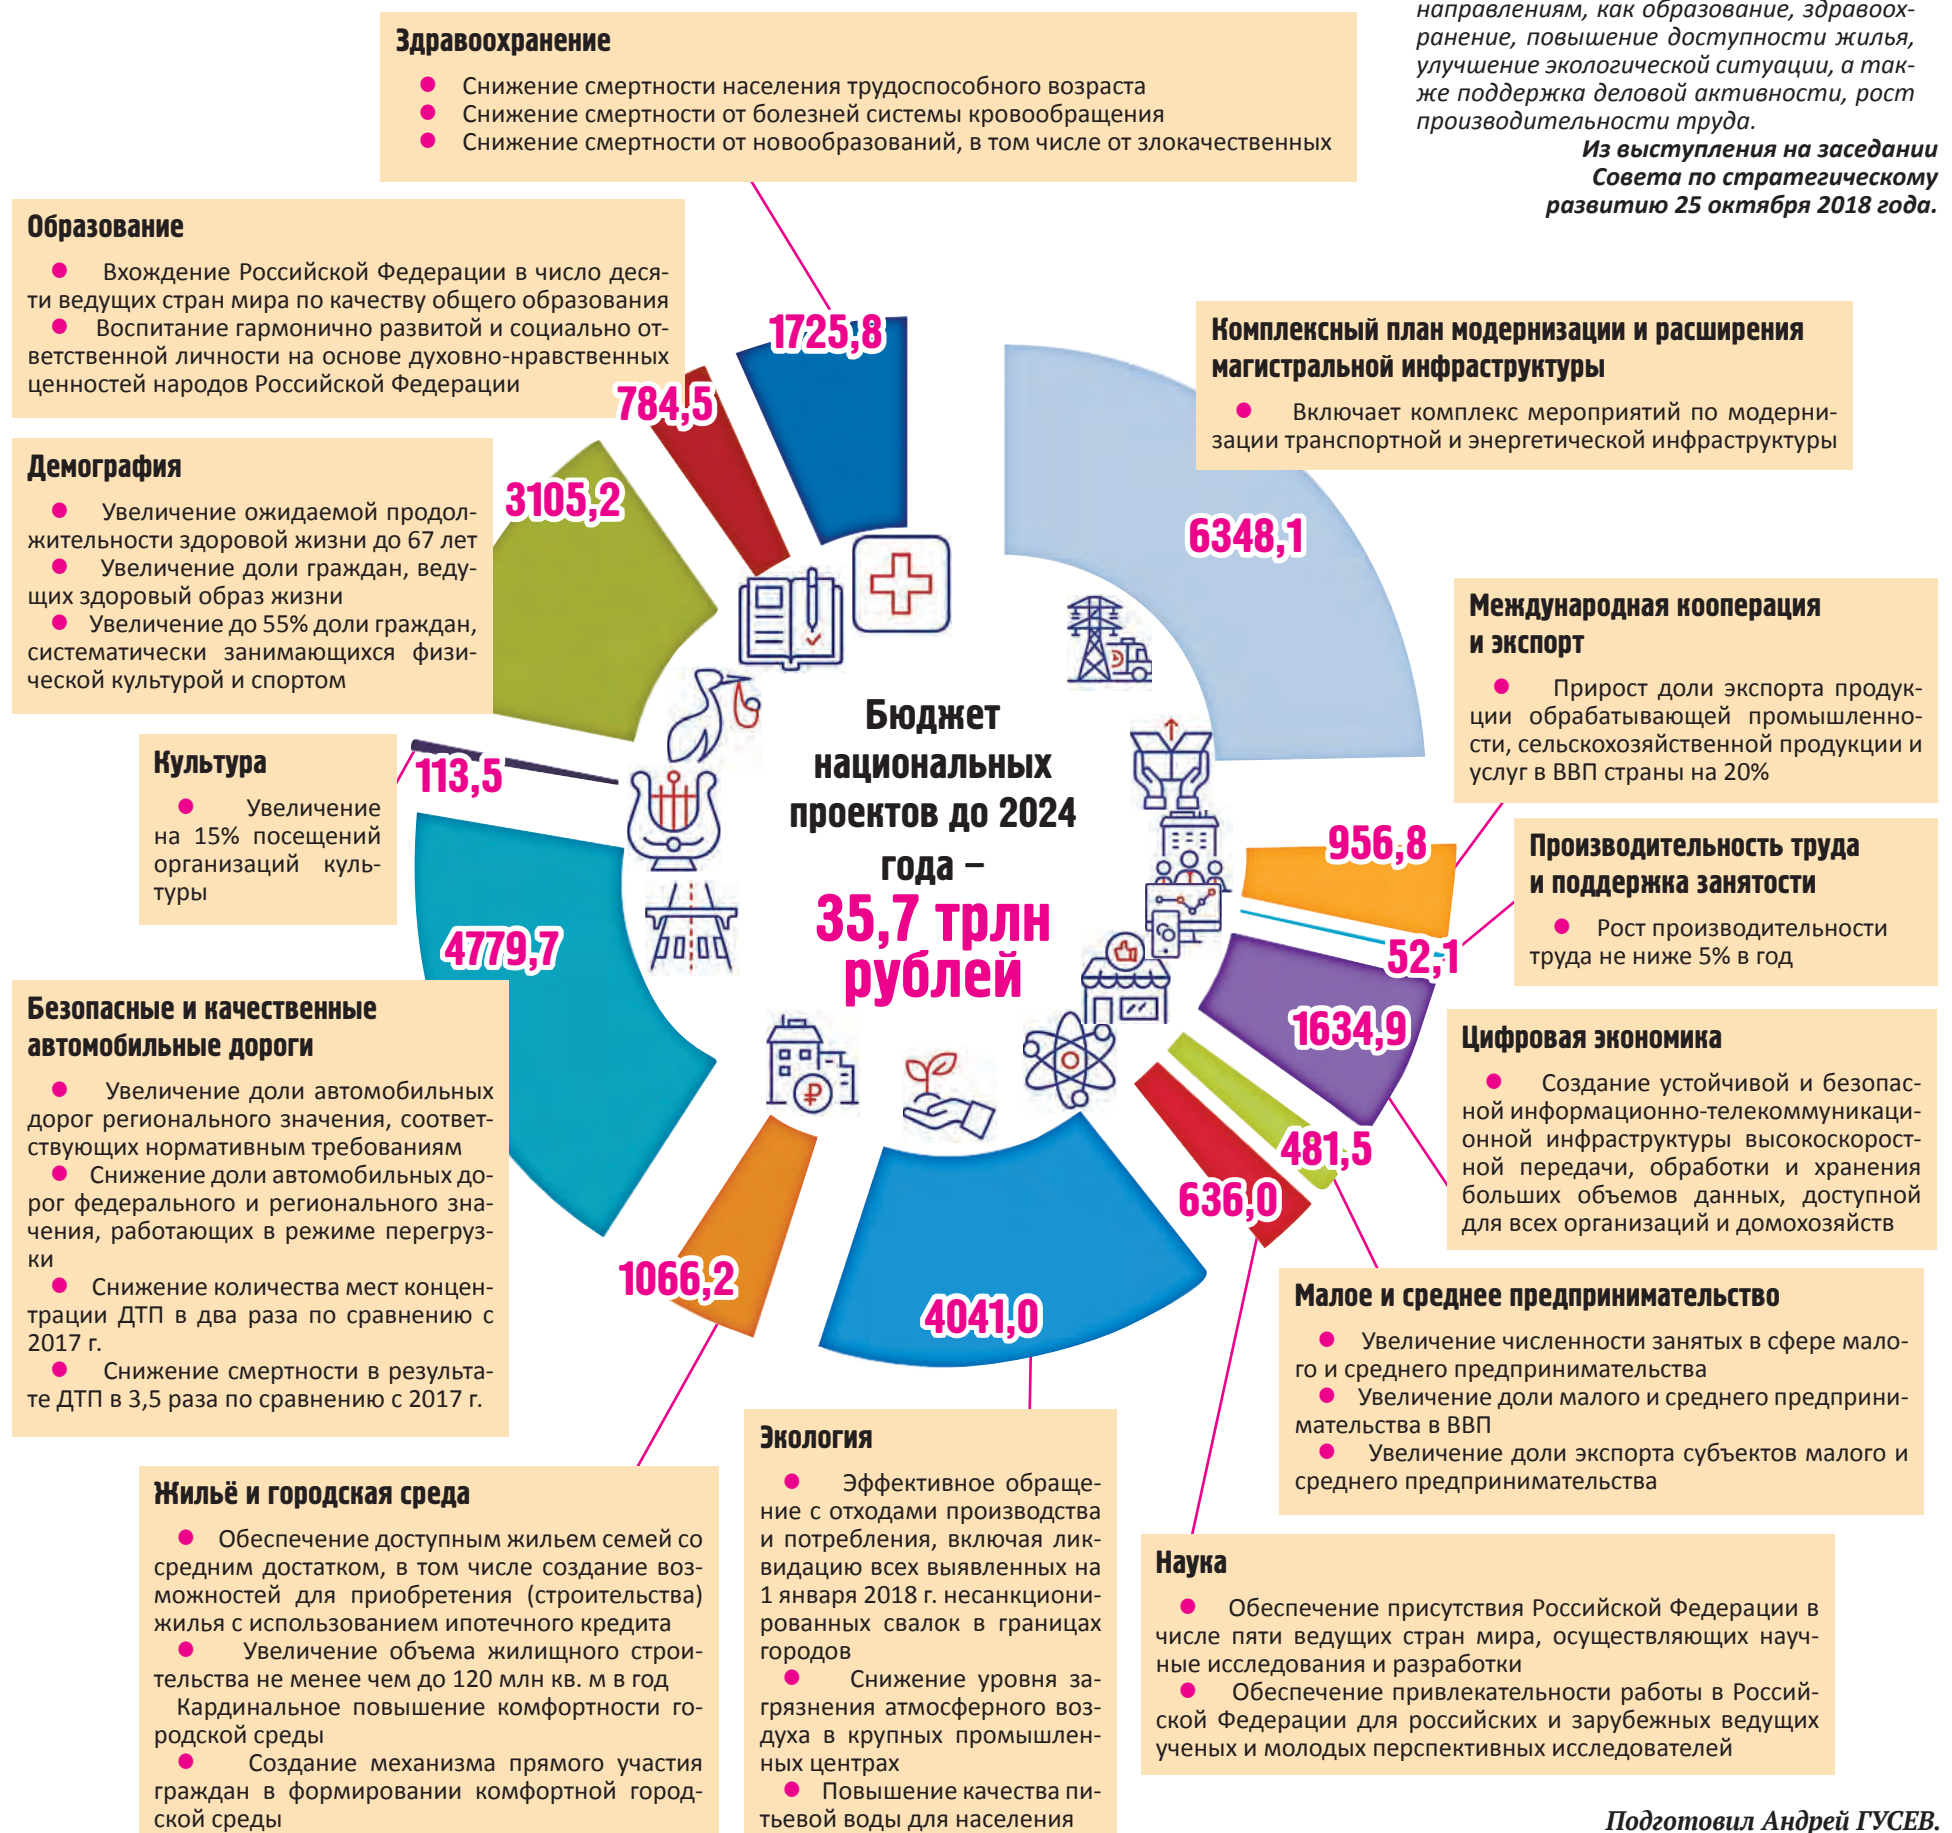 направлениям, как образование, здравоох-
ранение, повышение доступности жилья,
улучшение экологической ситуации, а так-
же поддержка деловой активности, рост
производительности труда.
Из выступления на заседании
Совета по стратегическому
развитию 25 октября 2018 года.
Здравоохранение
● Снижение смертности населения трудоспособного возраста
● Снижение смертности от болезней системы кровообращения
● Снижение смертности от новообразований, в том числе от злокачественных
1725,8
Образование
● Вхождение Российской Федерации в число деся-
ти ведущих стран мира по качеству общего образования
● Воспитание гармонично развитой и социально от-
ветственной личности на основе духовно-нравственных
ценностей народов Российской Федерации
784,5
Демография
● Увеличение ожидаемой продол-
жительности здоровой жизни до 67 лет
● Увеличение доли граждан, веду-
щих здоровый образ жизни
● Увеличение до 55% доли граждан,
систематически занимающихся физи-
ческой культурой и спортом
3105,2
Культура
● Увеличение
на 15% посещений
организаций куль-
туры
113,5
4779,7
Безопасные и качественные
автомобильные дороги
● Увеличение доли автомобильных
дорог регионального значения, соответ-
ствующих нормативным требованиям
● Снижение доли автомобильных до-
рог федерального и регионального зна-
чения, работающих в режиме перегруз-
ки
● Снижение количества мест концен-
трации ДТП в два раза по сравнению с
2017 г.
● Снижение смертности в результа-
те ДТП в 3,5 раза по сравнению с 2017 г.
1066,2
Жильё и городская среда
● Обеспечение доступным жильем семей со
средним достатком, в том числе создание воз-
можностей для приобретения (строительства)
жилья с использованием ипотечного кредита
● Увеличение объема жилищного строи-
тельства не менее чем до 120 млн кв. м в год
Кардинальное повышение комфортности го-
родской среды
● Создание механизма прямого участия
граждан в формировании комфортной город-
ской среды
Бюджет
национальных
проектов до 2024
года –
35,7 трлн
рублей
4041,0
Экология
● Эффективное обраще-
ние с отходами производства
и потребления, включая лик-
видацию всех выявленных на
1 января 2018 г. несанкциони-
рованных свалок в границах
городов
● Снижение уровня за-
грязнения атмосферного воз-
духа в крупных промышлен-
ных центрах
● Повышение качества пи-
тьевой воды для населения
Комплексный план модернизации и расширения
магистральной инфраструктуры
● Включает комплекс мероприятий по модерни-
зации транспортной и энергетической инфраструктуры
6348,1
Международная кооперация
и экспорт
● Прирост доли экспорта продук-
ции обрабатывающей промышленно-
сти, сельскохозяйственной продукции и
услуг в ВВП страны на 20%
956,8
Производительность труда
и поддержка занятости
● Рост производительности
труда не ниже 5% в год
52,1
1634,9
Цифровая экономика
● Создание устойчивой и безопас-
ной информационно-телекоммуникаци-
онной инфраструктуры высокоскорост-
ной передачи, обработки и хранения
больших объемов данных, доступной
для всех организаций и домохозяйств
481,5
Малое и среднее предпринимательство
● Увеличение численности занятых в сфере мало-
го и среднего предпринимательства
● Увеличение доли малого и среднего предприни-
мательства в ВВП
● Увеличение доли экспорта субъектов малого и
среднего предпринимательства
636,0
Наука
● Обеспечение присутствия Российской Федерации в
числе пяти ведущих стран мира, осуществляющих науч-
ные исследования и разработки
● Обеспечение привлекательности работы в Россий-
ской Федерации для российских и зарубежных ведущих
ученых и молодых перспективных исследователей
Подготовил Андрей ГУСЕВ.